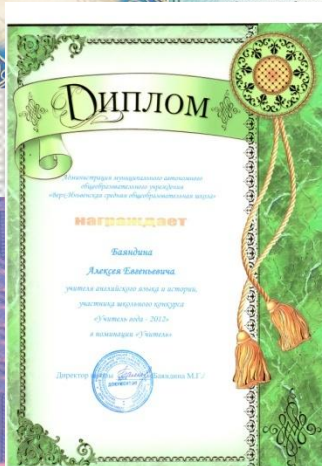 Диплом
Администрация муниципального автономного
общеобразовательного учреждения
средняя общеобразовательная школа»
награждает
Баяндина
Алексея Евгеньевича
учителя английского языка и истории,
участника школьного конкурса
«Учитель года - 2012»
в номинации «Учитель»
Директор школы М.Г./